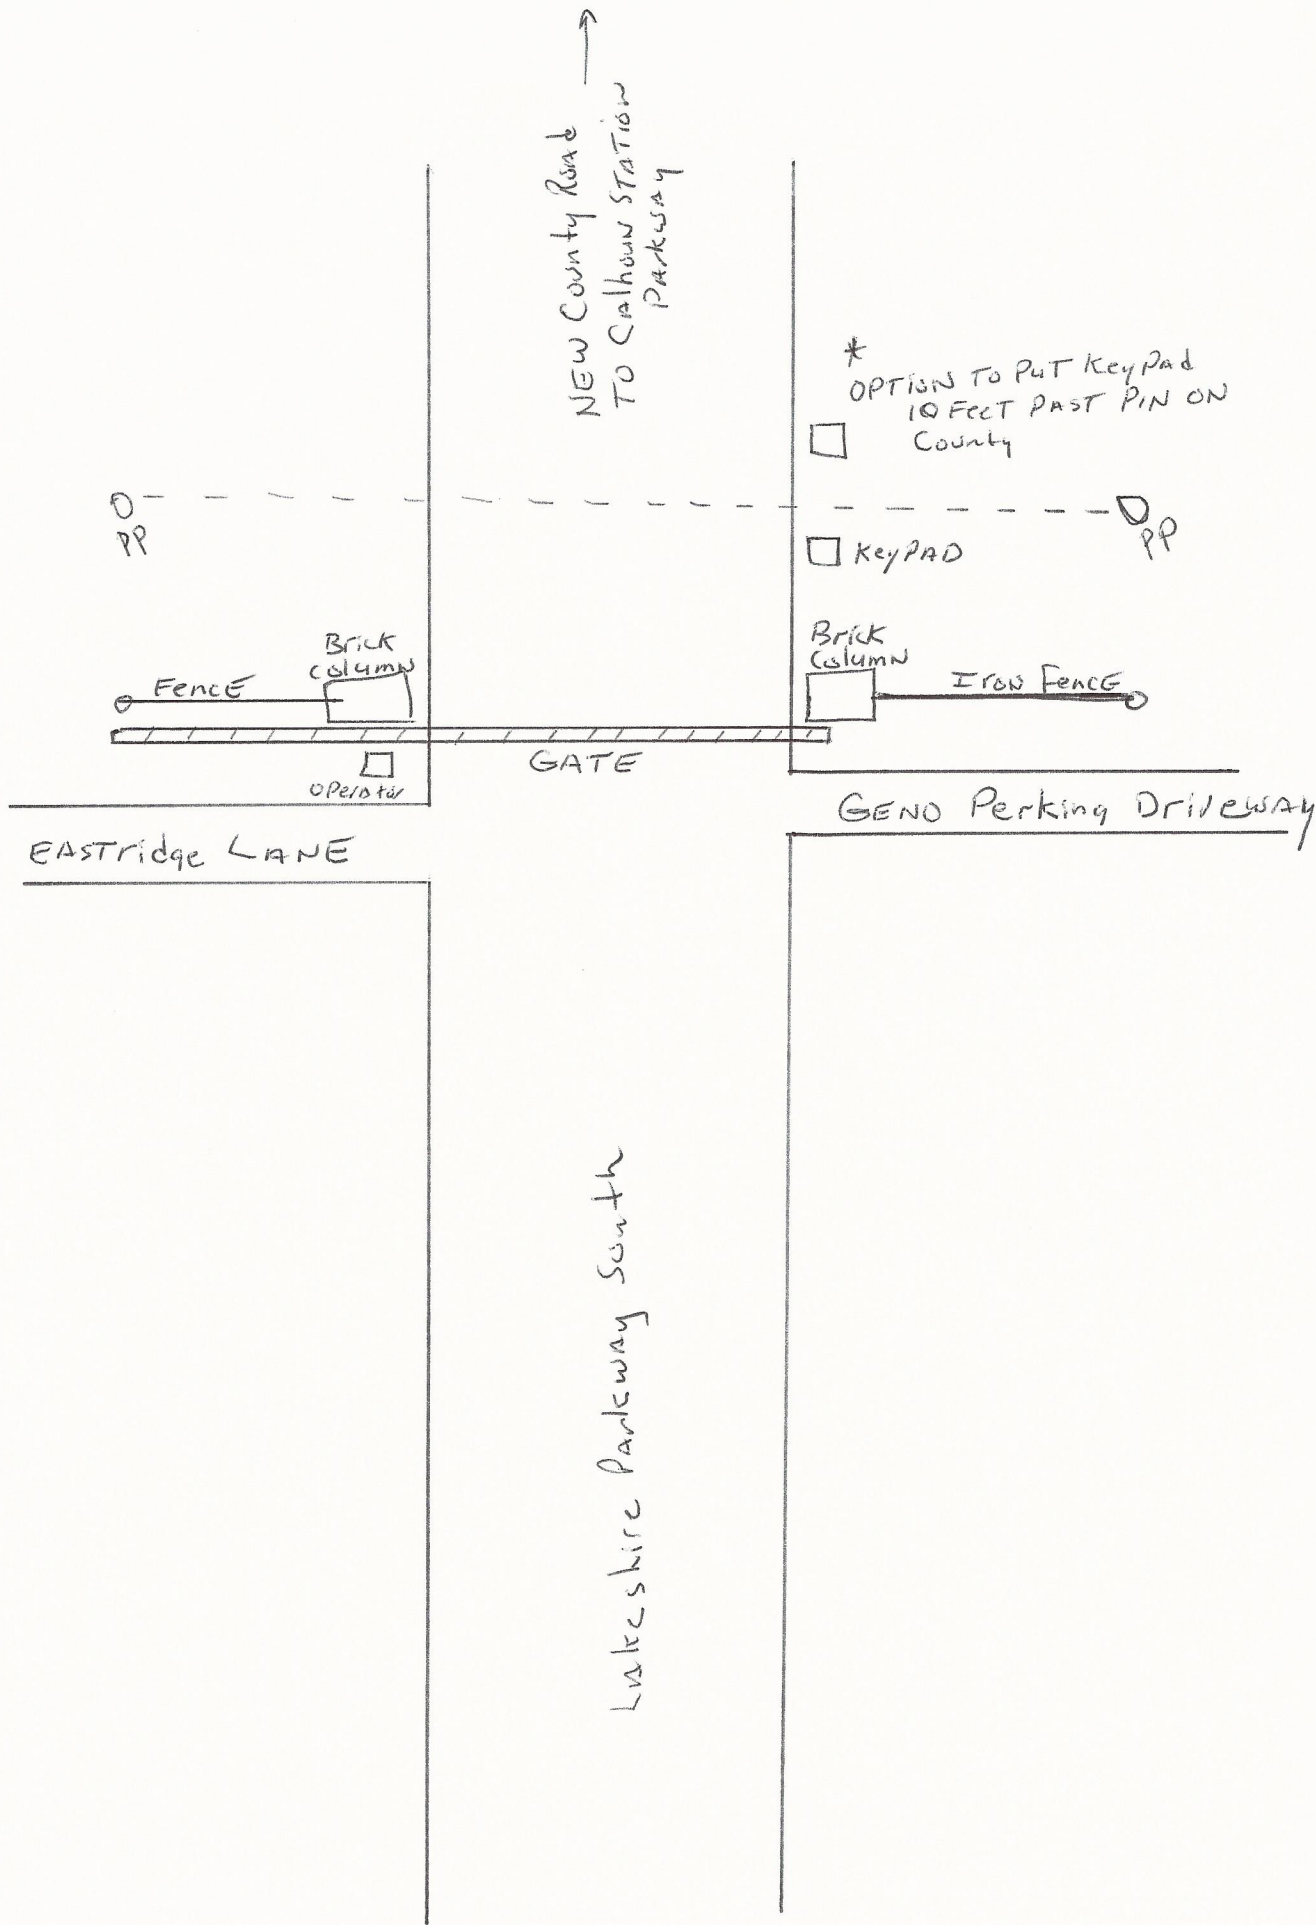 NEW County Road
TO Calhoun STATION
Parkway
*
OPTION TO PUT KeyPad
10 FeeT PAST PIN ON
County
PP
PP
KeyPAD
Brick
column
Brick
Column
FencE
Iron FencE
GATE
operator
GENO Perking Driveway
EASTridge LANE
Lakeshire Parkway South